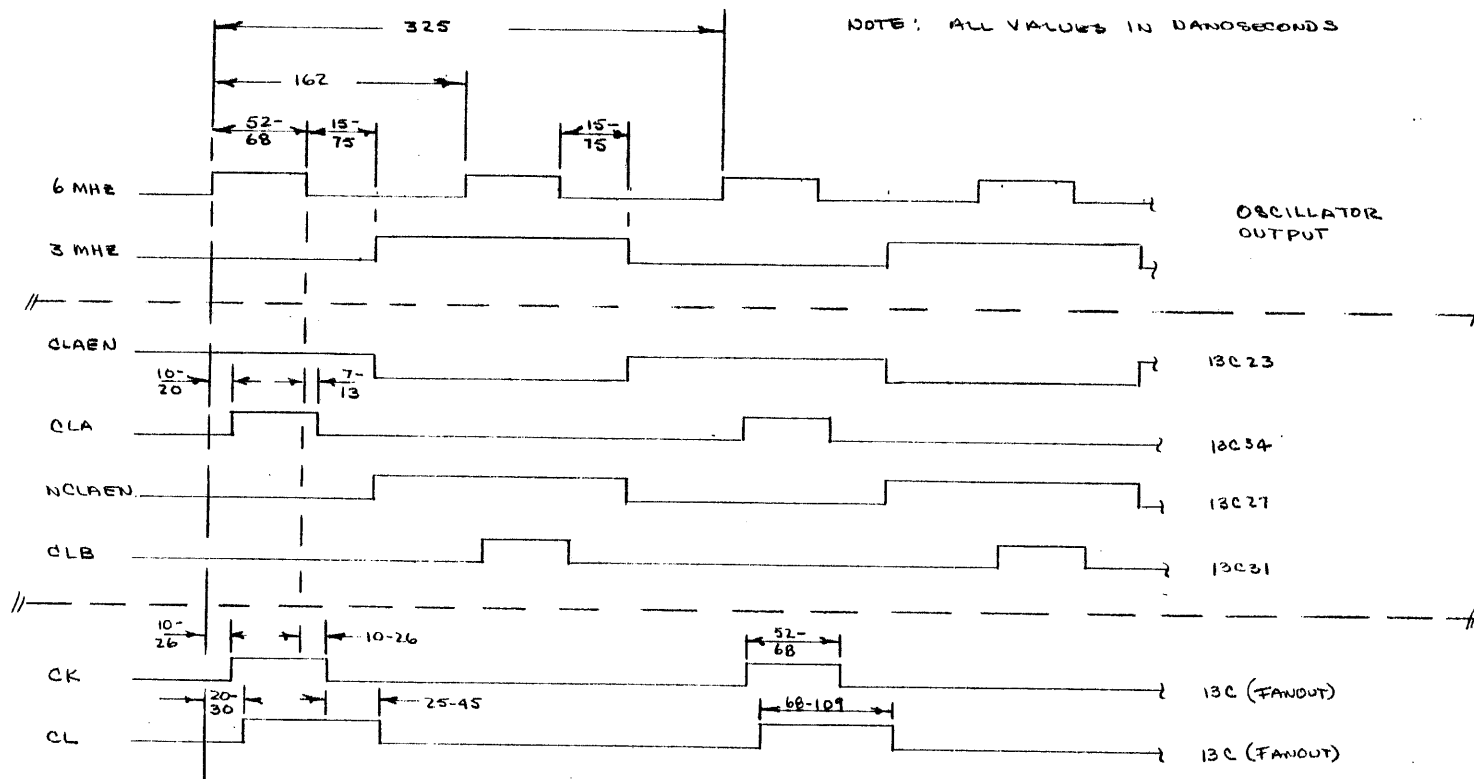 325
NOTE: ALL VALUES IN NANOSECONDS
162
52-
68
15-
75
15-
75
6 MHZ
OSCILLATOR
OUTPUT
3 MHZ
CLAEN
13C23
10-
20
7-
13
CLA
13C34
NCLAEN
13C27
CLB
13C31
10-
26
10-26
52-
68
CK
13C (FANOUT)
20-
30
25-45
68-109
CL
13C (FANOUT)